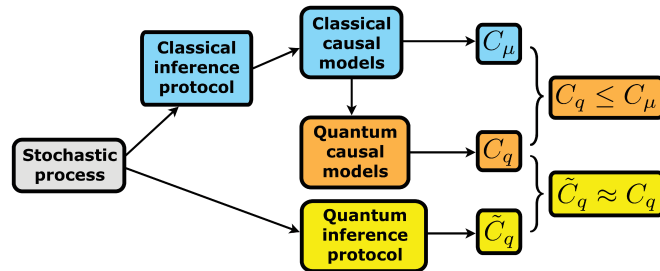 Classical
inference
protocol
Classical
causal
models
C_μ
Stochastic
process
Quantum
causal
models
C_q
C_q ≤ C_μ
Quantum
inference
protocol
C̃_q
C̃_q ≈ C_q